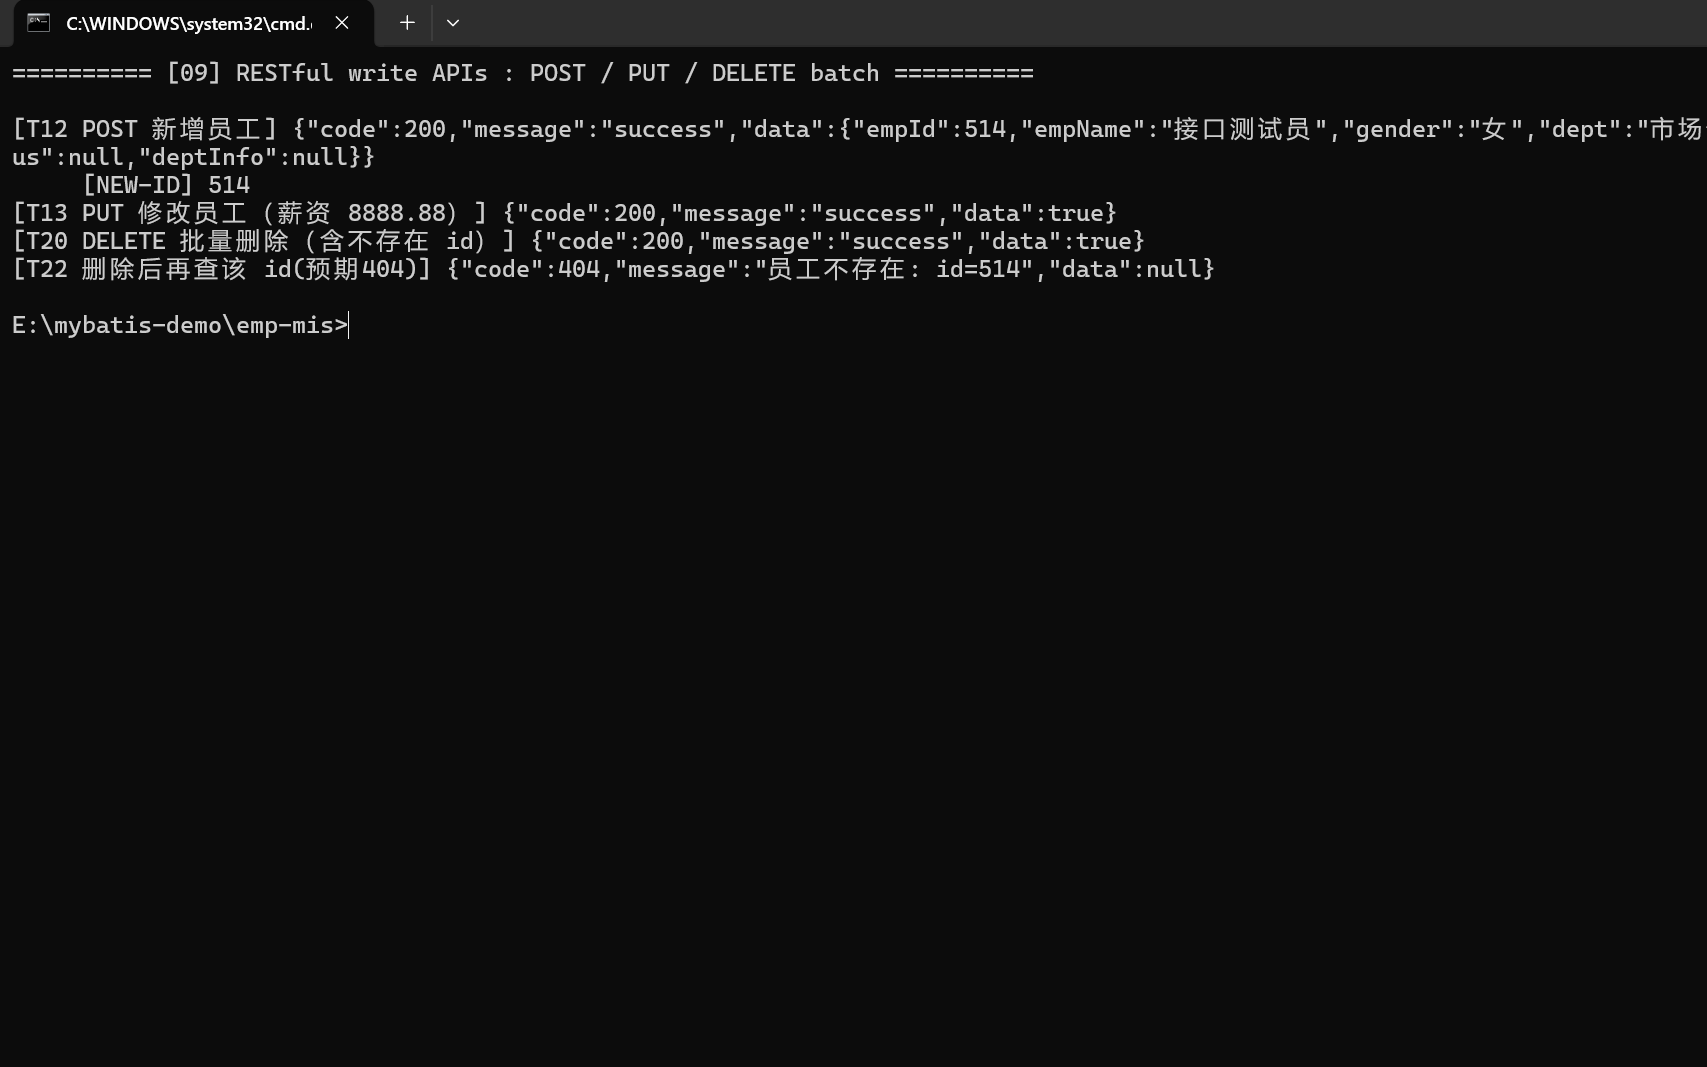 C:\WINDOWS\system32\cmd.
========== [09] RESTful write APIs : POST / PUT / DELETE batch ==========
[T12 POST 新增员工] {"code":200,"message":"success","data":{"empId":514,"empName":"接口测试员","gender":"女","dept":"市场
us":null,"deptInfo":null}}
[NEW-ID] 514
[T13 PUT 修改员工（薪资 8888.88）] {"code":200,"message":"success","data":true}
[T20 DELETE 批量删除（含不存在 id）] {"code":200,"message":"success","data":true}
[T22 删除后再查该 id(预期404)] {"code":404,"message":"员工不存在: id=514","data":null}
E:\mybatis-demo\emp-mis>